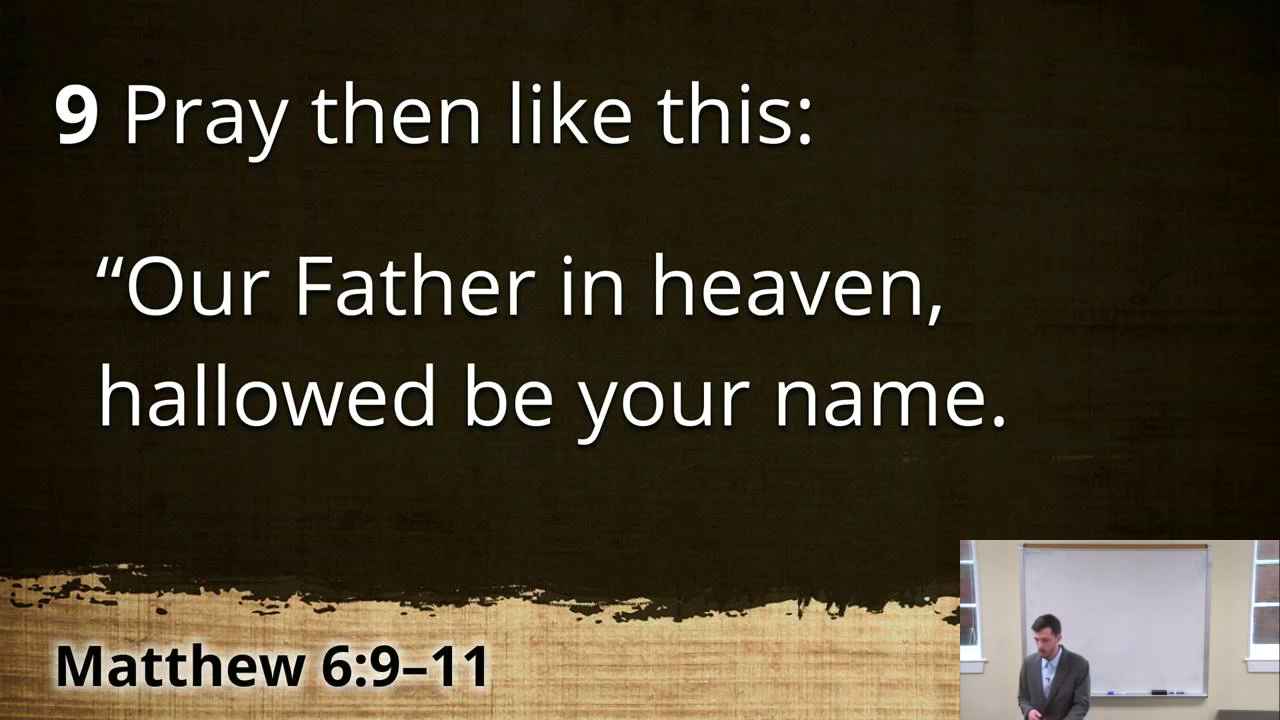 9 Pray then like this:
“Our Father in heaven,
hallowed be your name.
Matthew 6:9–11